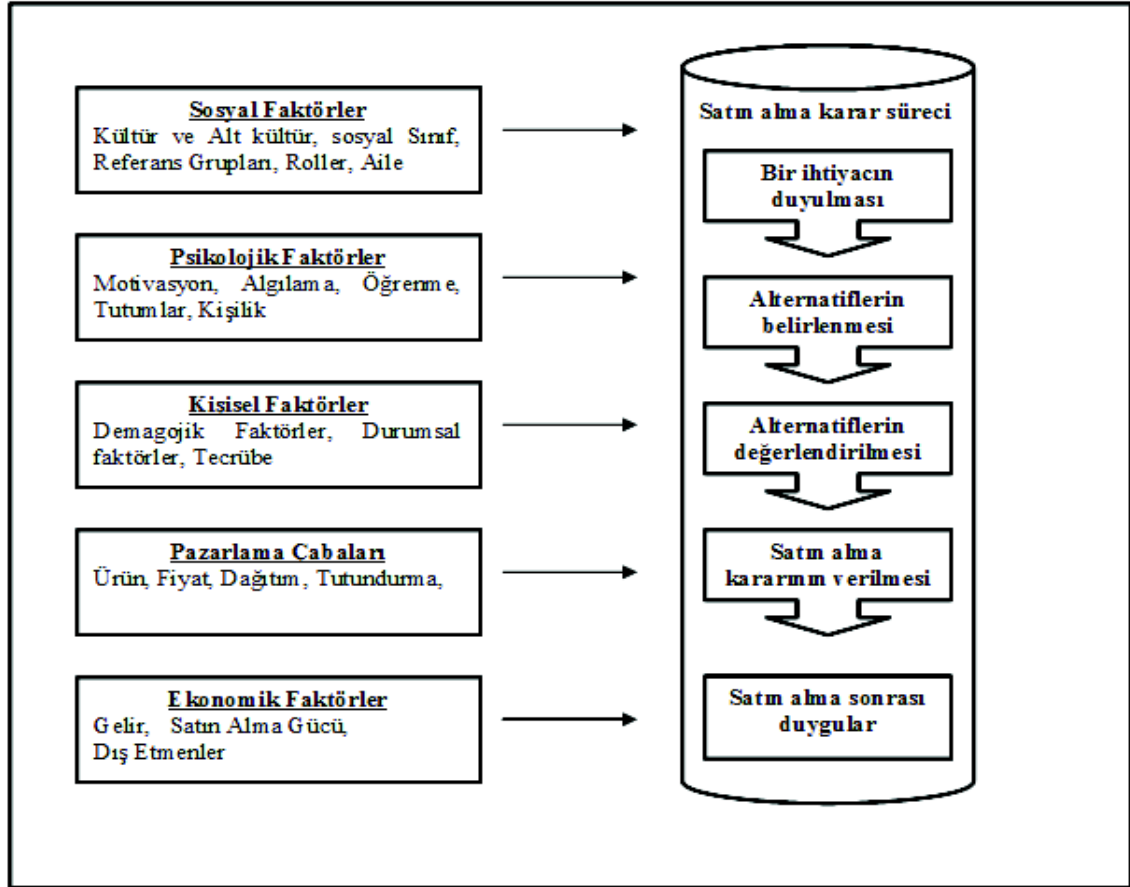 Sosyal Faktörler
Kültür ve Alt kültür, sosyal Sınıf,
Referans Grupları, Roller, Aile
Psikolojik Faktörler
Motivasyon, Algılama, Öğrenme,
Tutumlar, Kişilik
Kişisel Faktörler
Demagojik Faktörler, Durumsal
faktörler, Tecrübe
Pazarlama Çabaları
Ürün, Fiyat, Dağıtım, Tutundurma,
Ekonomik Faktörler
Gelir, Satın Alma Gücü,
Dış Etmenler
Satın alma karar süreci
Bir ihtiyacın
duyulması
Alternatiflerin
belirlenmesi
Alternatiflerin
değerlendirilmesi
Satın alma
kararının verilmesi
Satın alma sonrası
duygular